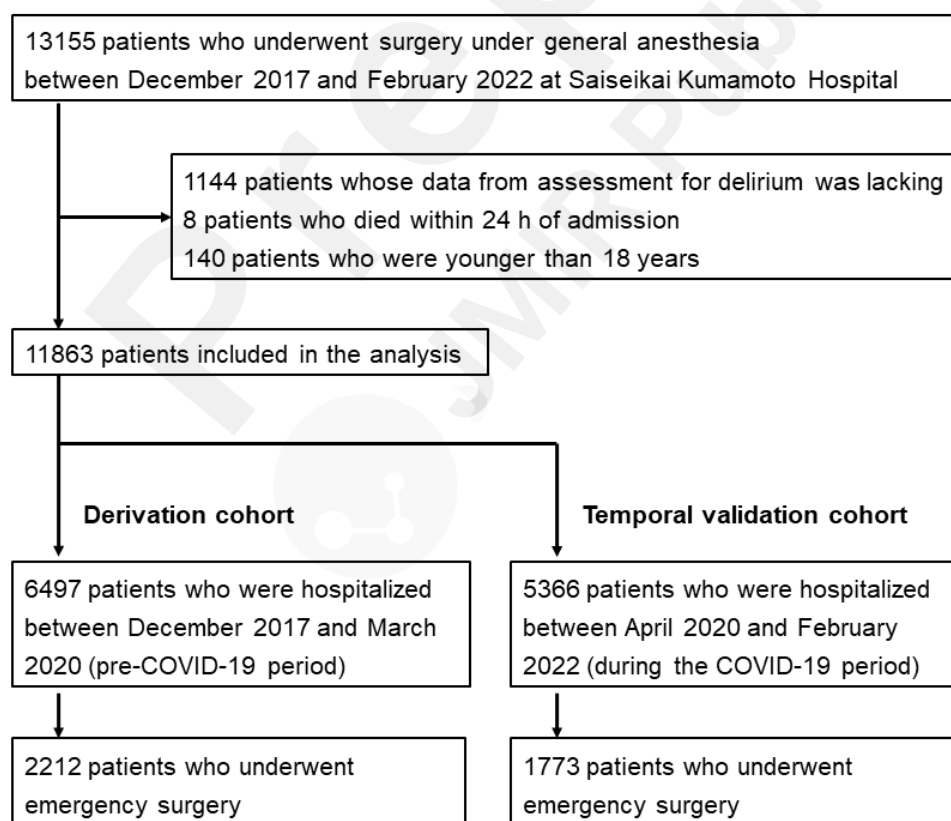 13155 patients who underwent surgery under general anesthesia
between December 2017 and February 2022 at Saiseikai Kumamoto Hospital
1144 patients whose data from assessment for delirium was lacking
8 patients who died within 24 h of admission
140 patients who were younger than 18 years
11863 patients included in the analysis
Derivation cohort
6497 patients who were hospitalized
between December 2017 and March
2020 (pre-COVID-19 period)
2212 patients who underwent
emergency surgery
Temporal validation cohort
5366 patients who were hospitalized
between April 2020 and February
2022 (during the COVID-19 period)
1773 patients who underwent
emergency surgery
JMIR